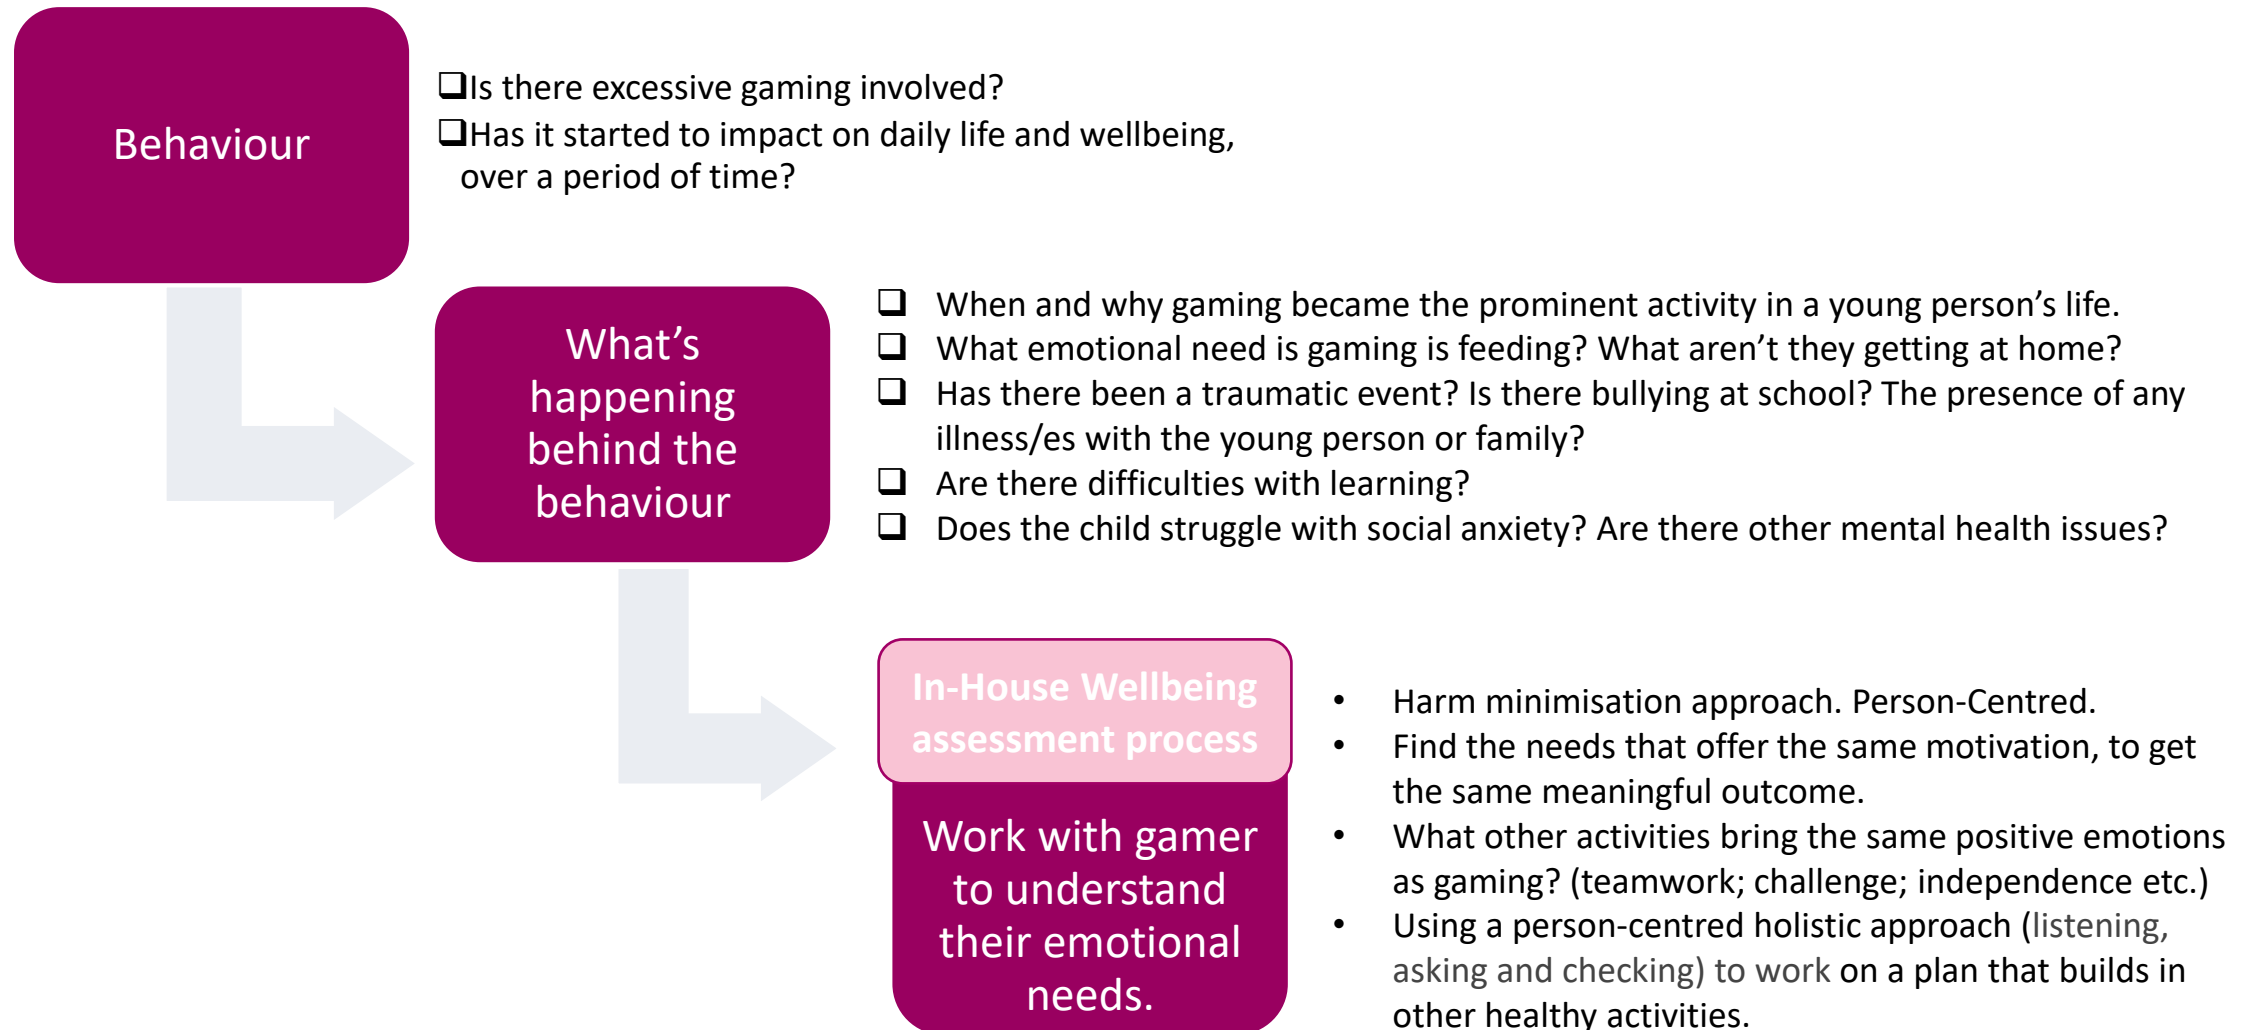 Behaviour
❑Is there excessive gaming involved?
❑Has it started to impact on daily life and wellbeing,
over a period of time?
What’s
happening
behind the
behaviour
❑ When and why gaming became the prominent activity in a young person’s life.
❑ What emotional need is gaming is feeding? What aren’t they getting at home?
❑ Has there been a traumatic event? Is there bullying at school? The presence of any
illness/es with the young person or family?
❑ Are there difficulties with learning?
❑ Does the child struggle with social anxiety? Are there other mental health issues?
In-House Wellbeing
assessment process
Work with gamer
to understand
their emotional
needs.
• Harm minimisation approach. Person-Centred.
• Find the needs that offer the same motivation, to get
the same meaningful outcome.
• What other activities bring the same positive emotions
as gaming? (teamwork; challenge; independence etc.)
• Using a person-centred holistic approach (listening,
asking and checking) to work on a plan that builds in
other healthy activities.